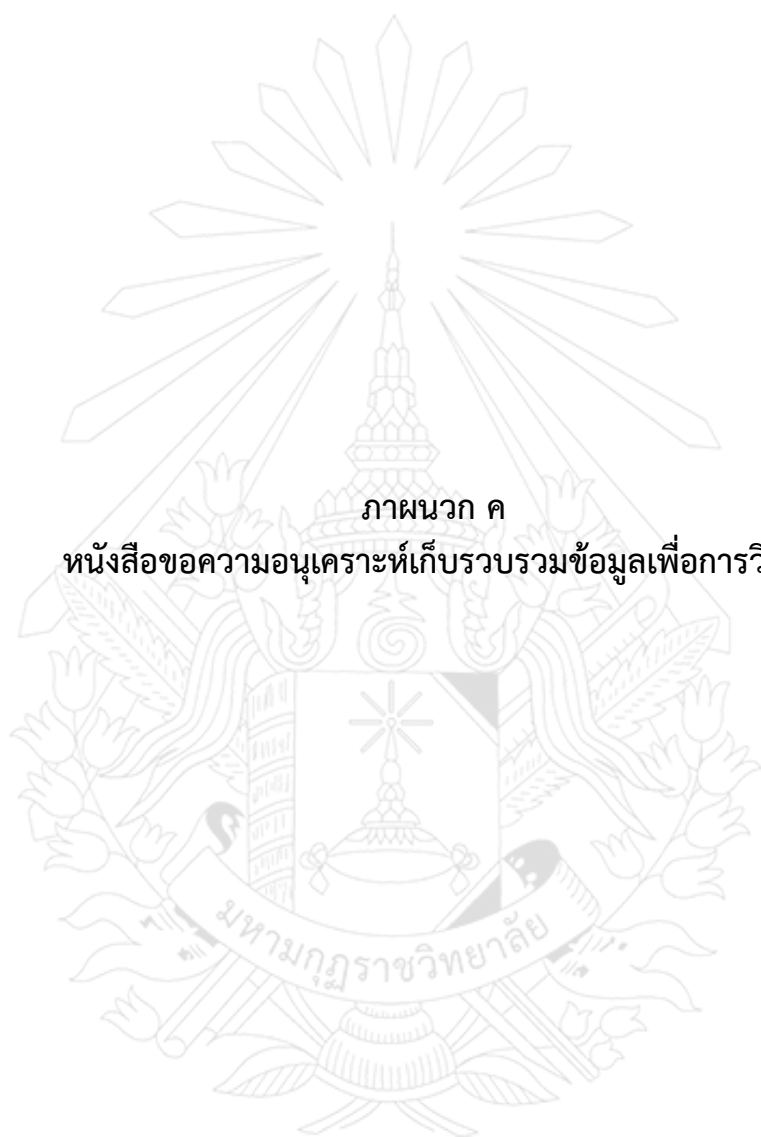 ภาผนวก ค
หนังสือขอความอนุเคราะห์เก็บรวบรวมข้อมูลเพื่อการวิ
มหามกุฏราชวิทยาลัย